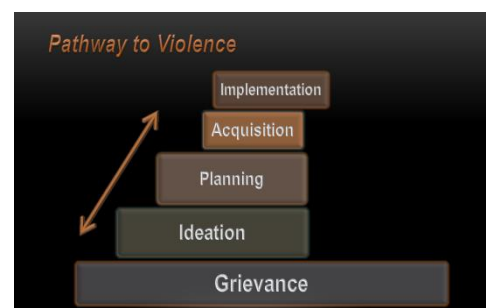 Pathway to Violence
Implementation
Acquisition
Planning
Ideation
Grievance